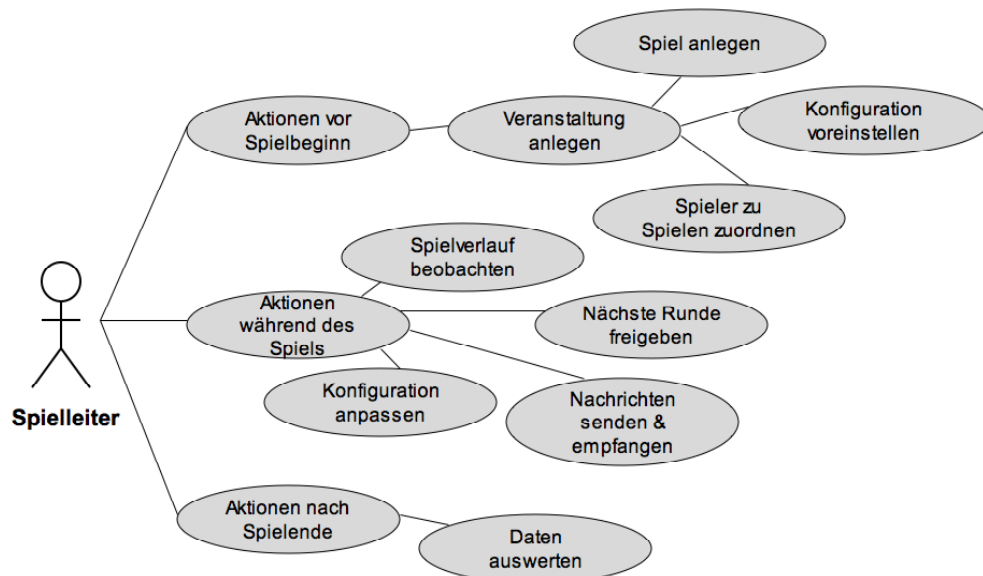 Spiel anlegen
Aktionen vor
Spielbeginn
Veranstaltung
anlegen
Konfiguration
voreinstellen
Spieler zu
Spielen zuordnen
Spielverlauf
beobachten
Aktionen
während des
Spiels
Nächste Runde
freigeben
Konfiguration
anpassen
Nachrichten
senden &
empfangen
Spielleiter
Aktionen nach
Spielende
Daten
auswerten